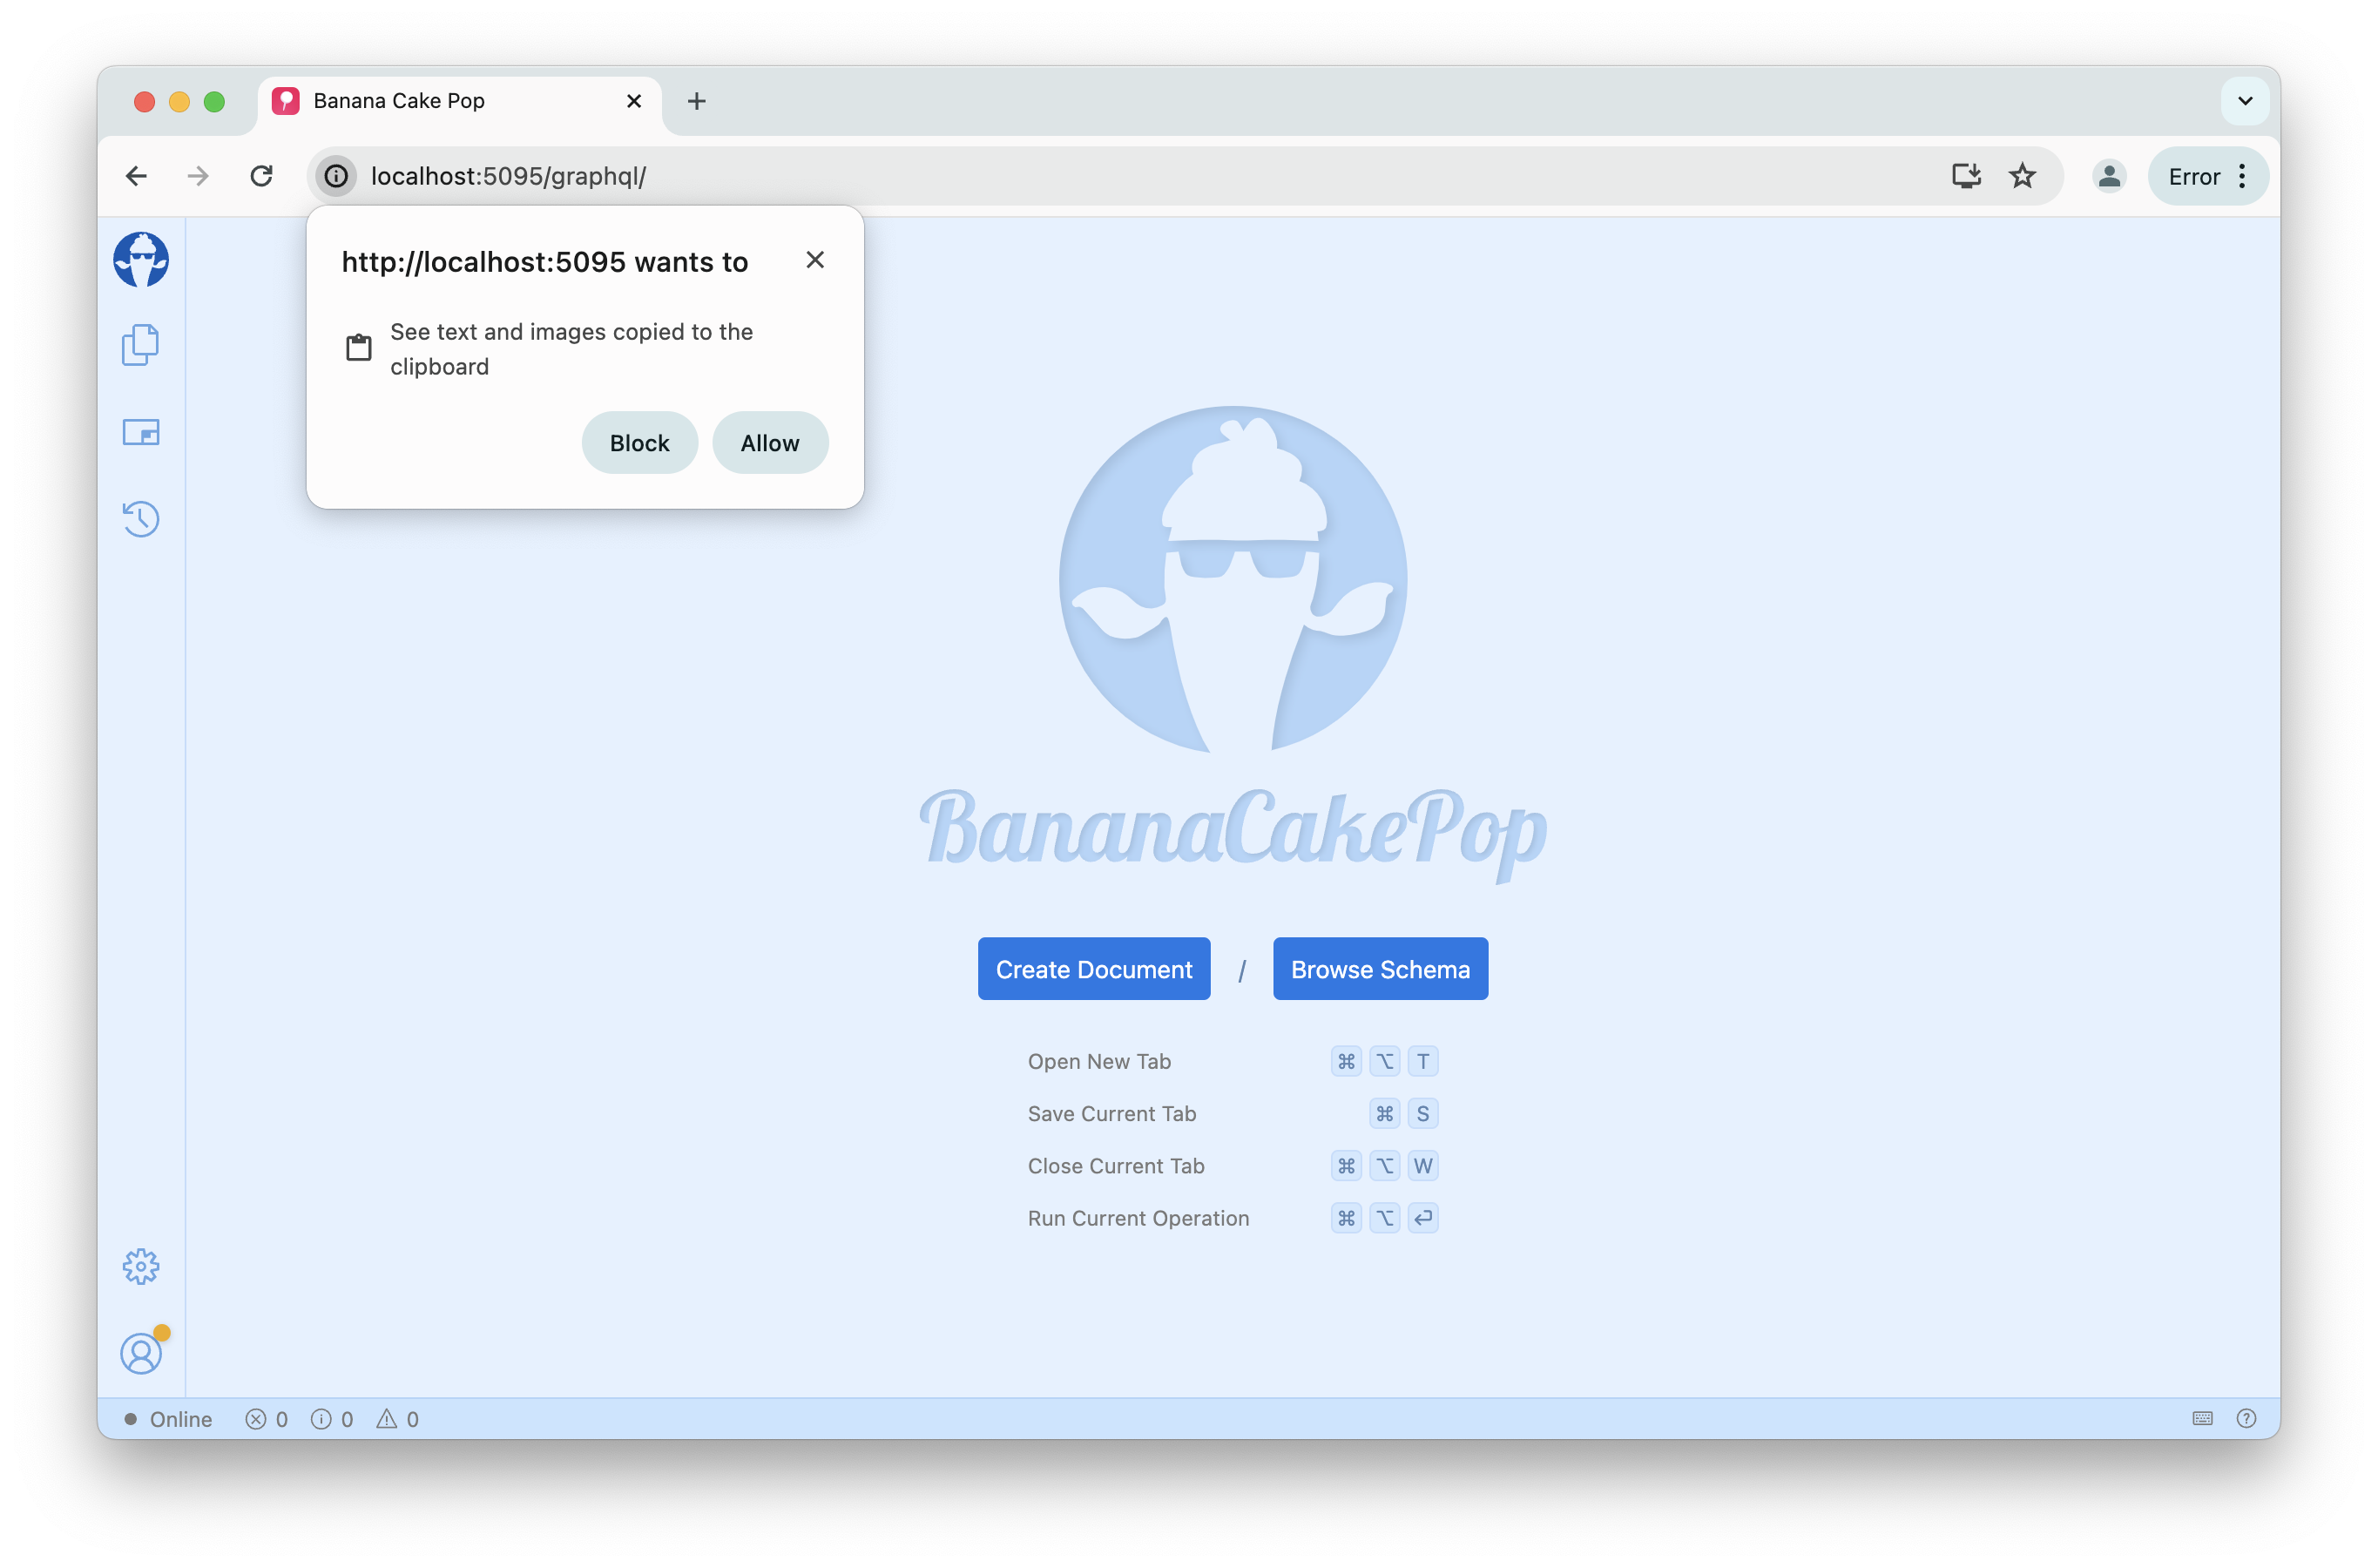 Banana Cake Pop
localhost:5095/graphql/
Error
http://localhost:5095 wants to
See text and images copied to the
clipboard
Block Allow
BananaCakePop
Create Document / Browse Schema
Open New Tab ⌘ ⌥ T
Save Current Tab ⌘ S
Close Current Tab ⌘ ⌥ W
Run Current Operation ⌘ ⌥ ↩
Online 0 0 0